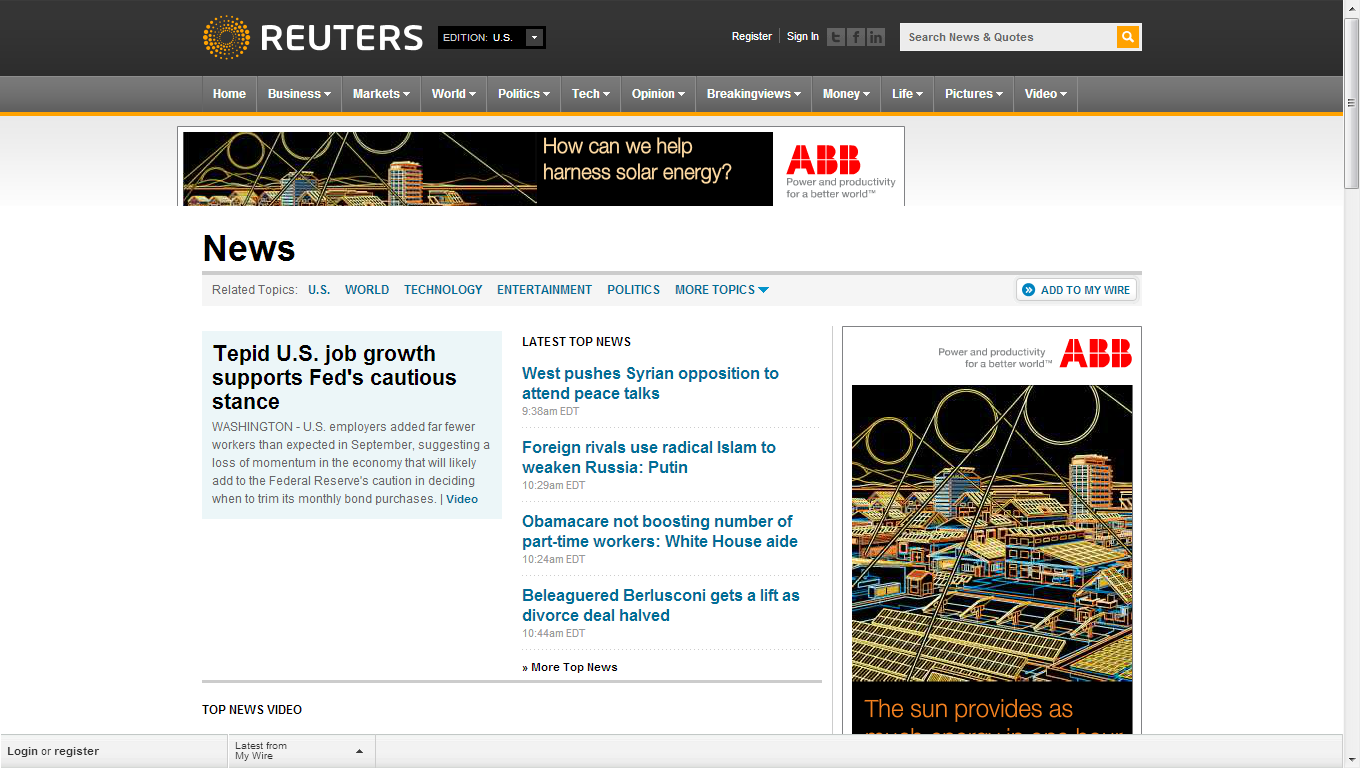 REUTERS
EDITION: U.S.
Register
Sign In
Search News & Quotes
Home
Business
Markets
World
Politics
Tech
Opinion
Breakingviews
Money
Life
Pictures
Video
How can we help
harness solar energy?
ABB
Power and productivity
for a better world™
News
Related Topics: U.S. WORLD TECHNOLOGY ENTERTAINMENT POLITICS MORE TOPICS
ADD TO MY WIRE
Tepid U.S. job growth
supports Fed's cautious
stance
WASHINGTON - U.S. employers added far fewer
workers than expected in September, suggesting a
loss of momentum in the economy that will likely
add to the Federal Reserve's caution in deciding
when to trim its monthly bond purchases. | Video
LATEST TOP NEWS
West pushes Syrian opposition to
attend peace talks
9:38am EDT
Foreign rivals use radical Islam to
weaken Russia: Putin
10:29am EDT
Obamacare not boosting number of
part-time workers: White House aide
10:24am EDT
Beleaguered Berlusconi gets a lift as
divorce deal halved
10:44am EDT
» More Top News
Power and productivity
for a better world™
ABB
The sun provides as
much energy in one hour
TOP NEWS VIDEO
Login or register
Latest from
My Wire